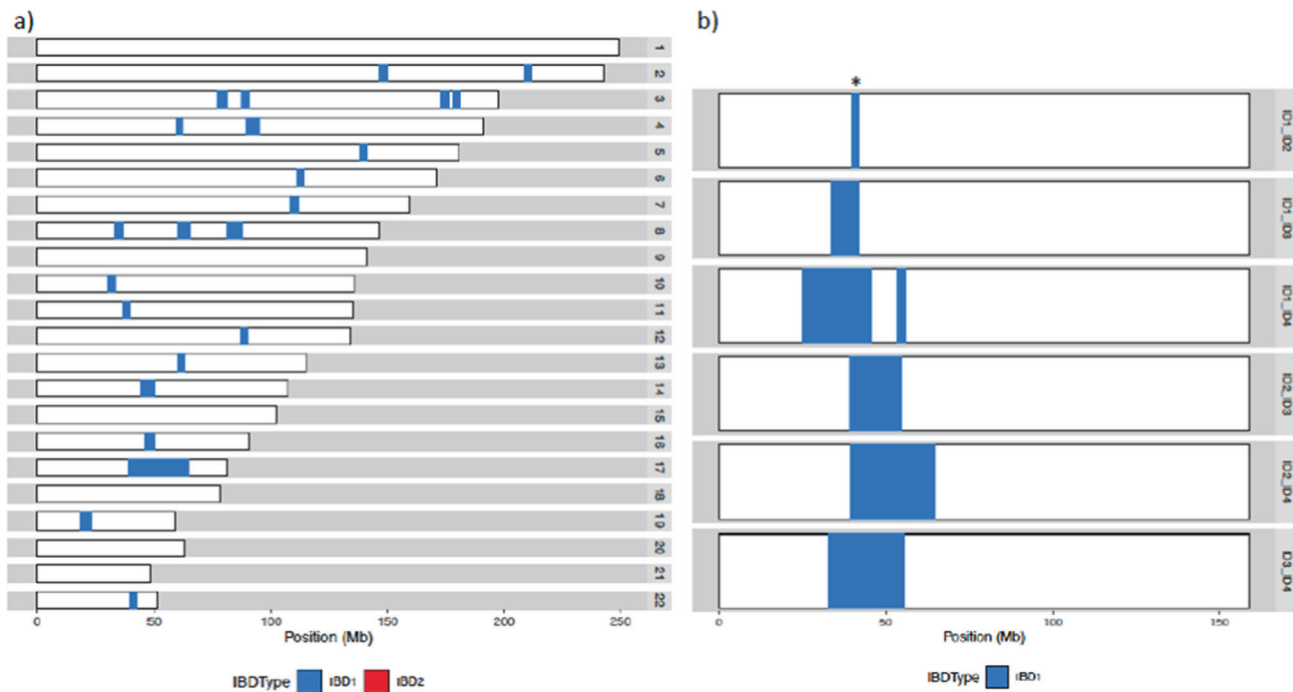 a)
1
2
3
4
5
6
7
8
9
10
11
12
13
14
15
16
17
18
19
20
21
22
0 50 100 150 200 250
Position (Mb)
IBDType IBD1 IBD2
b)
*
ID1_ID2
ID1_ID3
ID1_ID4
ID2_ID3
ID2_ID4
D3_ID4
0 50 100 150
Position (Mb)
IBDType IBD1